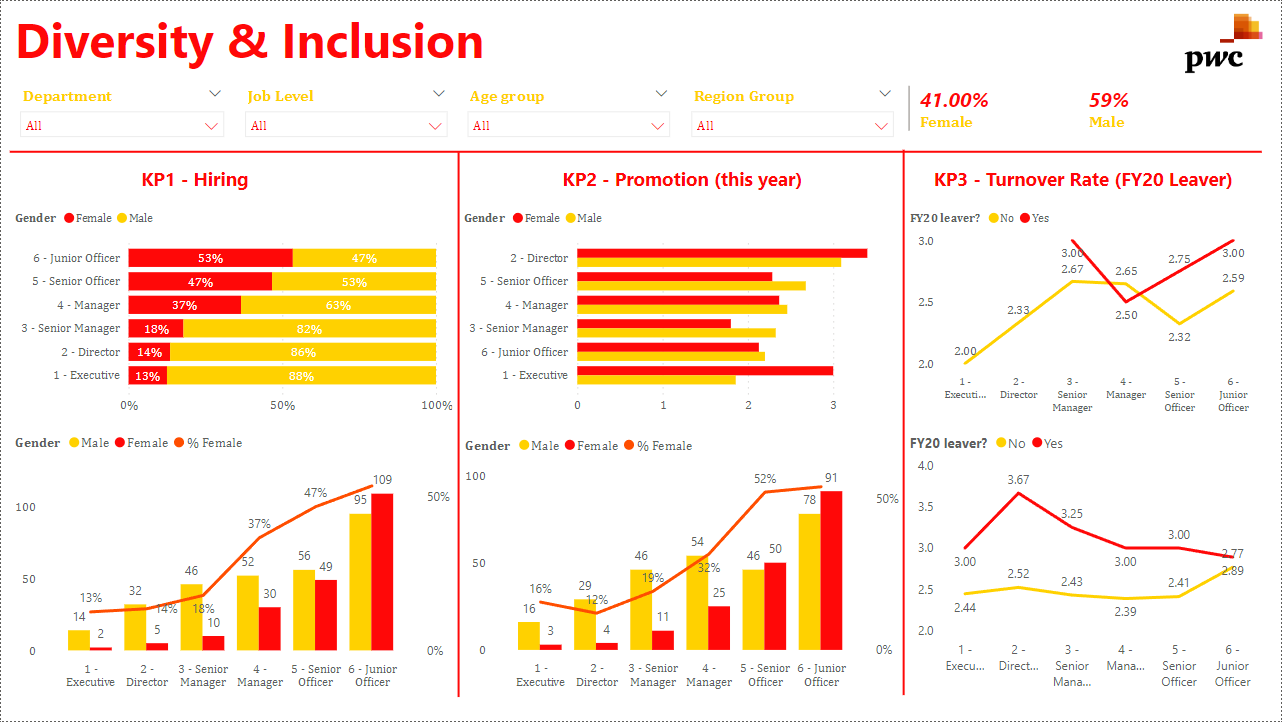 Diversity & Inclusion
pwc
Department
Job Level
Age group
Region Group
All
All
All
All
41.00%
Female
59%
Male
KP1 - Hiring
Gender Female Male
6 - Junior Officer 53% 47%
5 - Senior Officer 47% 53%
4 - Manager 37% 63%
3 - Senior Manager 18% 82%
2 - Director 14% 86%
1 - Executive 13% 88%
0% 50% 100%
Gender Male Female % Female
100
50
0
50%
0%
13% 14% 18% 37% 47%
14 2 32 5 46 10 52 30 56 49 95 109
1 -
Executive
2 -
Director
3 - Senior
Manager
4 -
Manager
5 - Senior
Officer
6 - Junior
Officer
KP2 - Promotion (this year)
Gender Female Male
2 - Director
5 - Senior Officer
4 - Manager
3 - Senior Manager
6 - Junior Officer
1 - Executive
0 1 2 3
Gender Male Female % Female
100
50
0
50%
0%
16% 12% 19% 32% 52%
16 3 29 4 46 11 54 25 46 50 78 91
1 -
Executive
2 -
Director
3 - Senior
Manager
4 -
Manager
5 - Senior
Officer
6 - Junior
Officer
KP3 - Turnover Rate (FY20 Leaver)
FY20 leaver? No Yes
3.0
2.5
2.0
3.00 2.50 2.75 3.00
2.00 2.33 2.67 2.65 2.32 2.59
1 -
Executi...
2 -
Director
3 -
Senior
Manager
4 -
Manager
5 -
Senior
Officer
6 -
Junior
Officer
FY20 leaver? No Yes
4.0
3.5
3.0
2.5
2.0
3.00 3.67 3.25 3.00 3.00 2.89
2.44 2.52 2.43 2.39 2.41 2.77
1 -
Execu...
2 -
Direct...
3 -
Senior
Mana...
4 -
Mana...
5 -
Senior
Officer
6 -
Junior
Officer